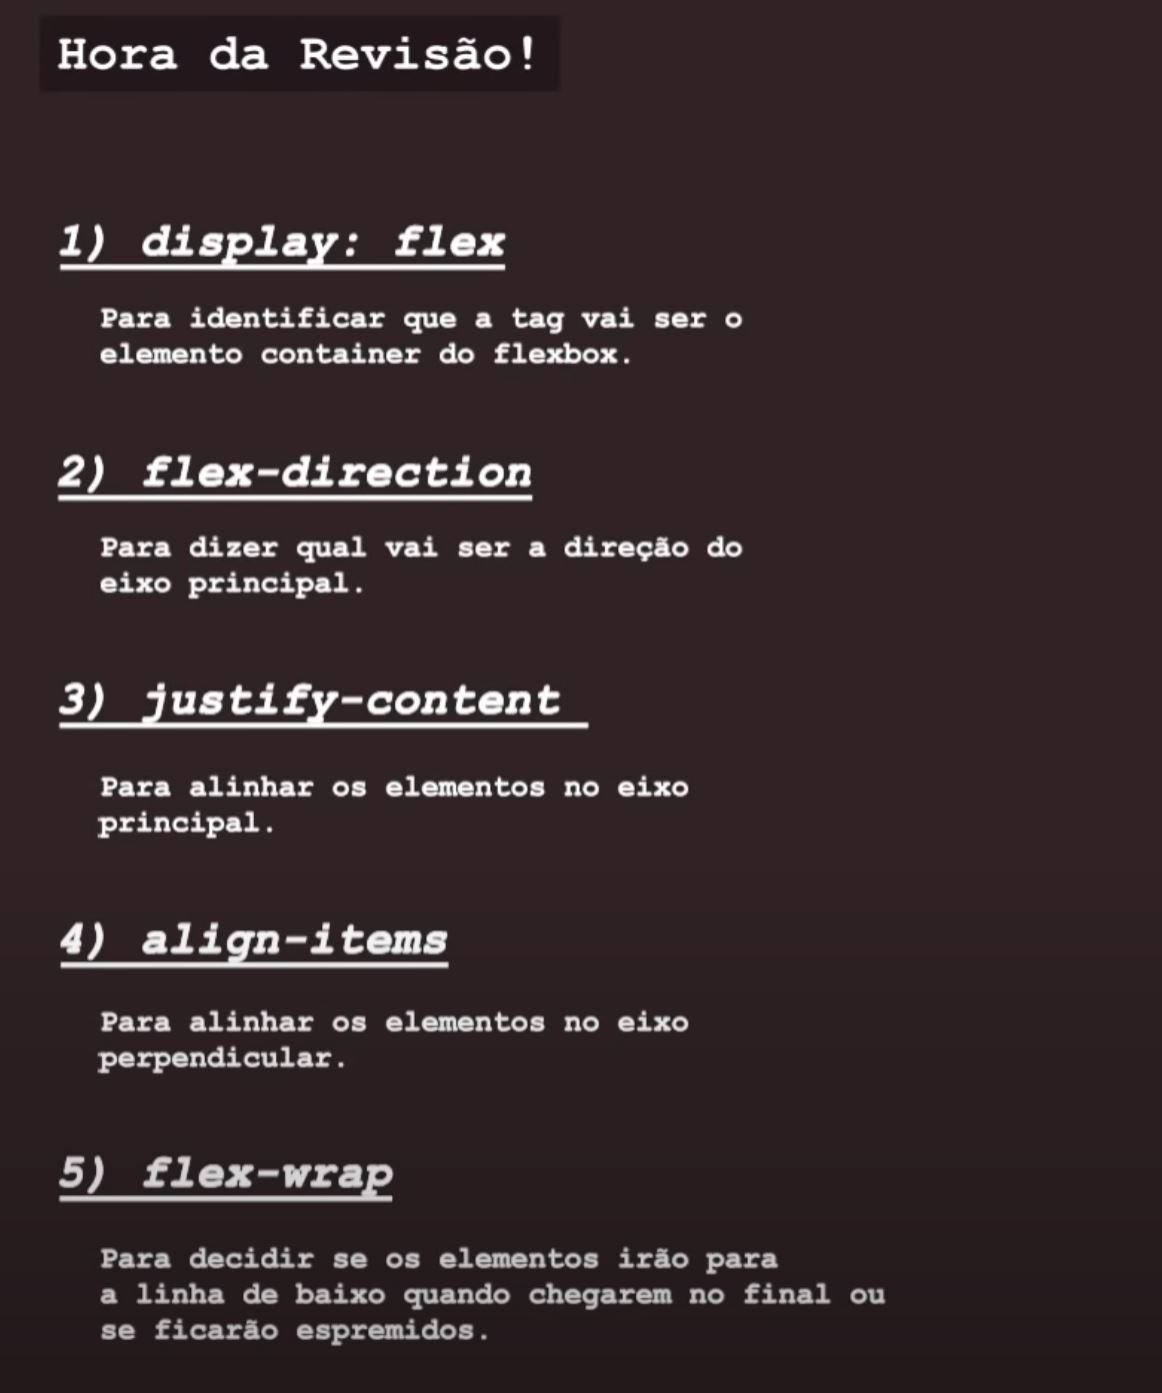 Hora da Revisão!
1) display: flex
Para identificar que a tag vai ser o
elemento container do flexbox.
2) flex-direction
Para dizer qual vai ser a direção do
eixo principal.
3) justify-content
Para alinhar os elementos no eixo
principal.
4) align-items
Para alinhar os elementos no eixo
perpendicular.
5) flex-wrap
Para decidir se os elementos irão para
a linha de baixo quando chegarem no final ou
se ficarão espremidos.